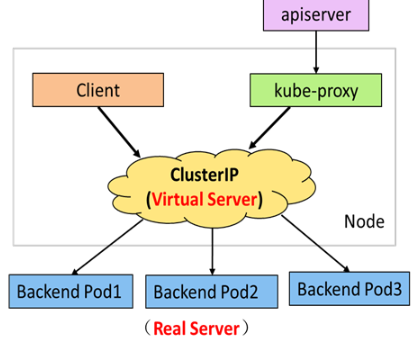 apiserver
Client
kube-proxy
ClusterIP
(Virtual Server)
Node
Backend Pod1
Backend Pod2
Backend Pod3
（Real Server）